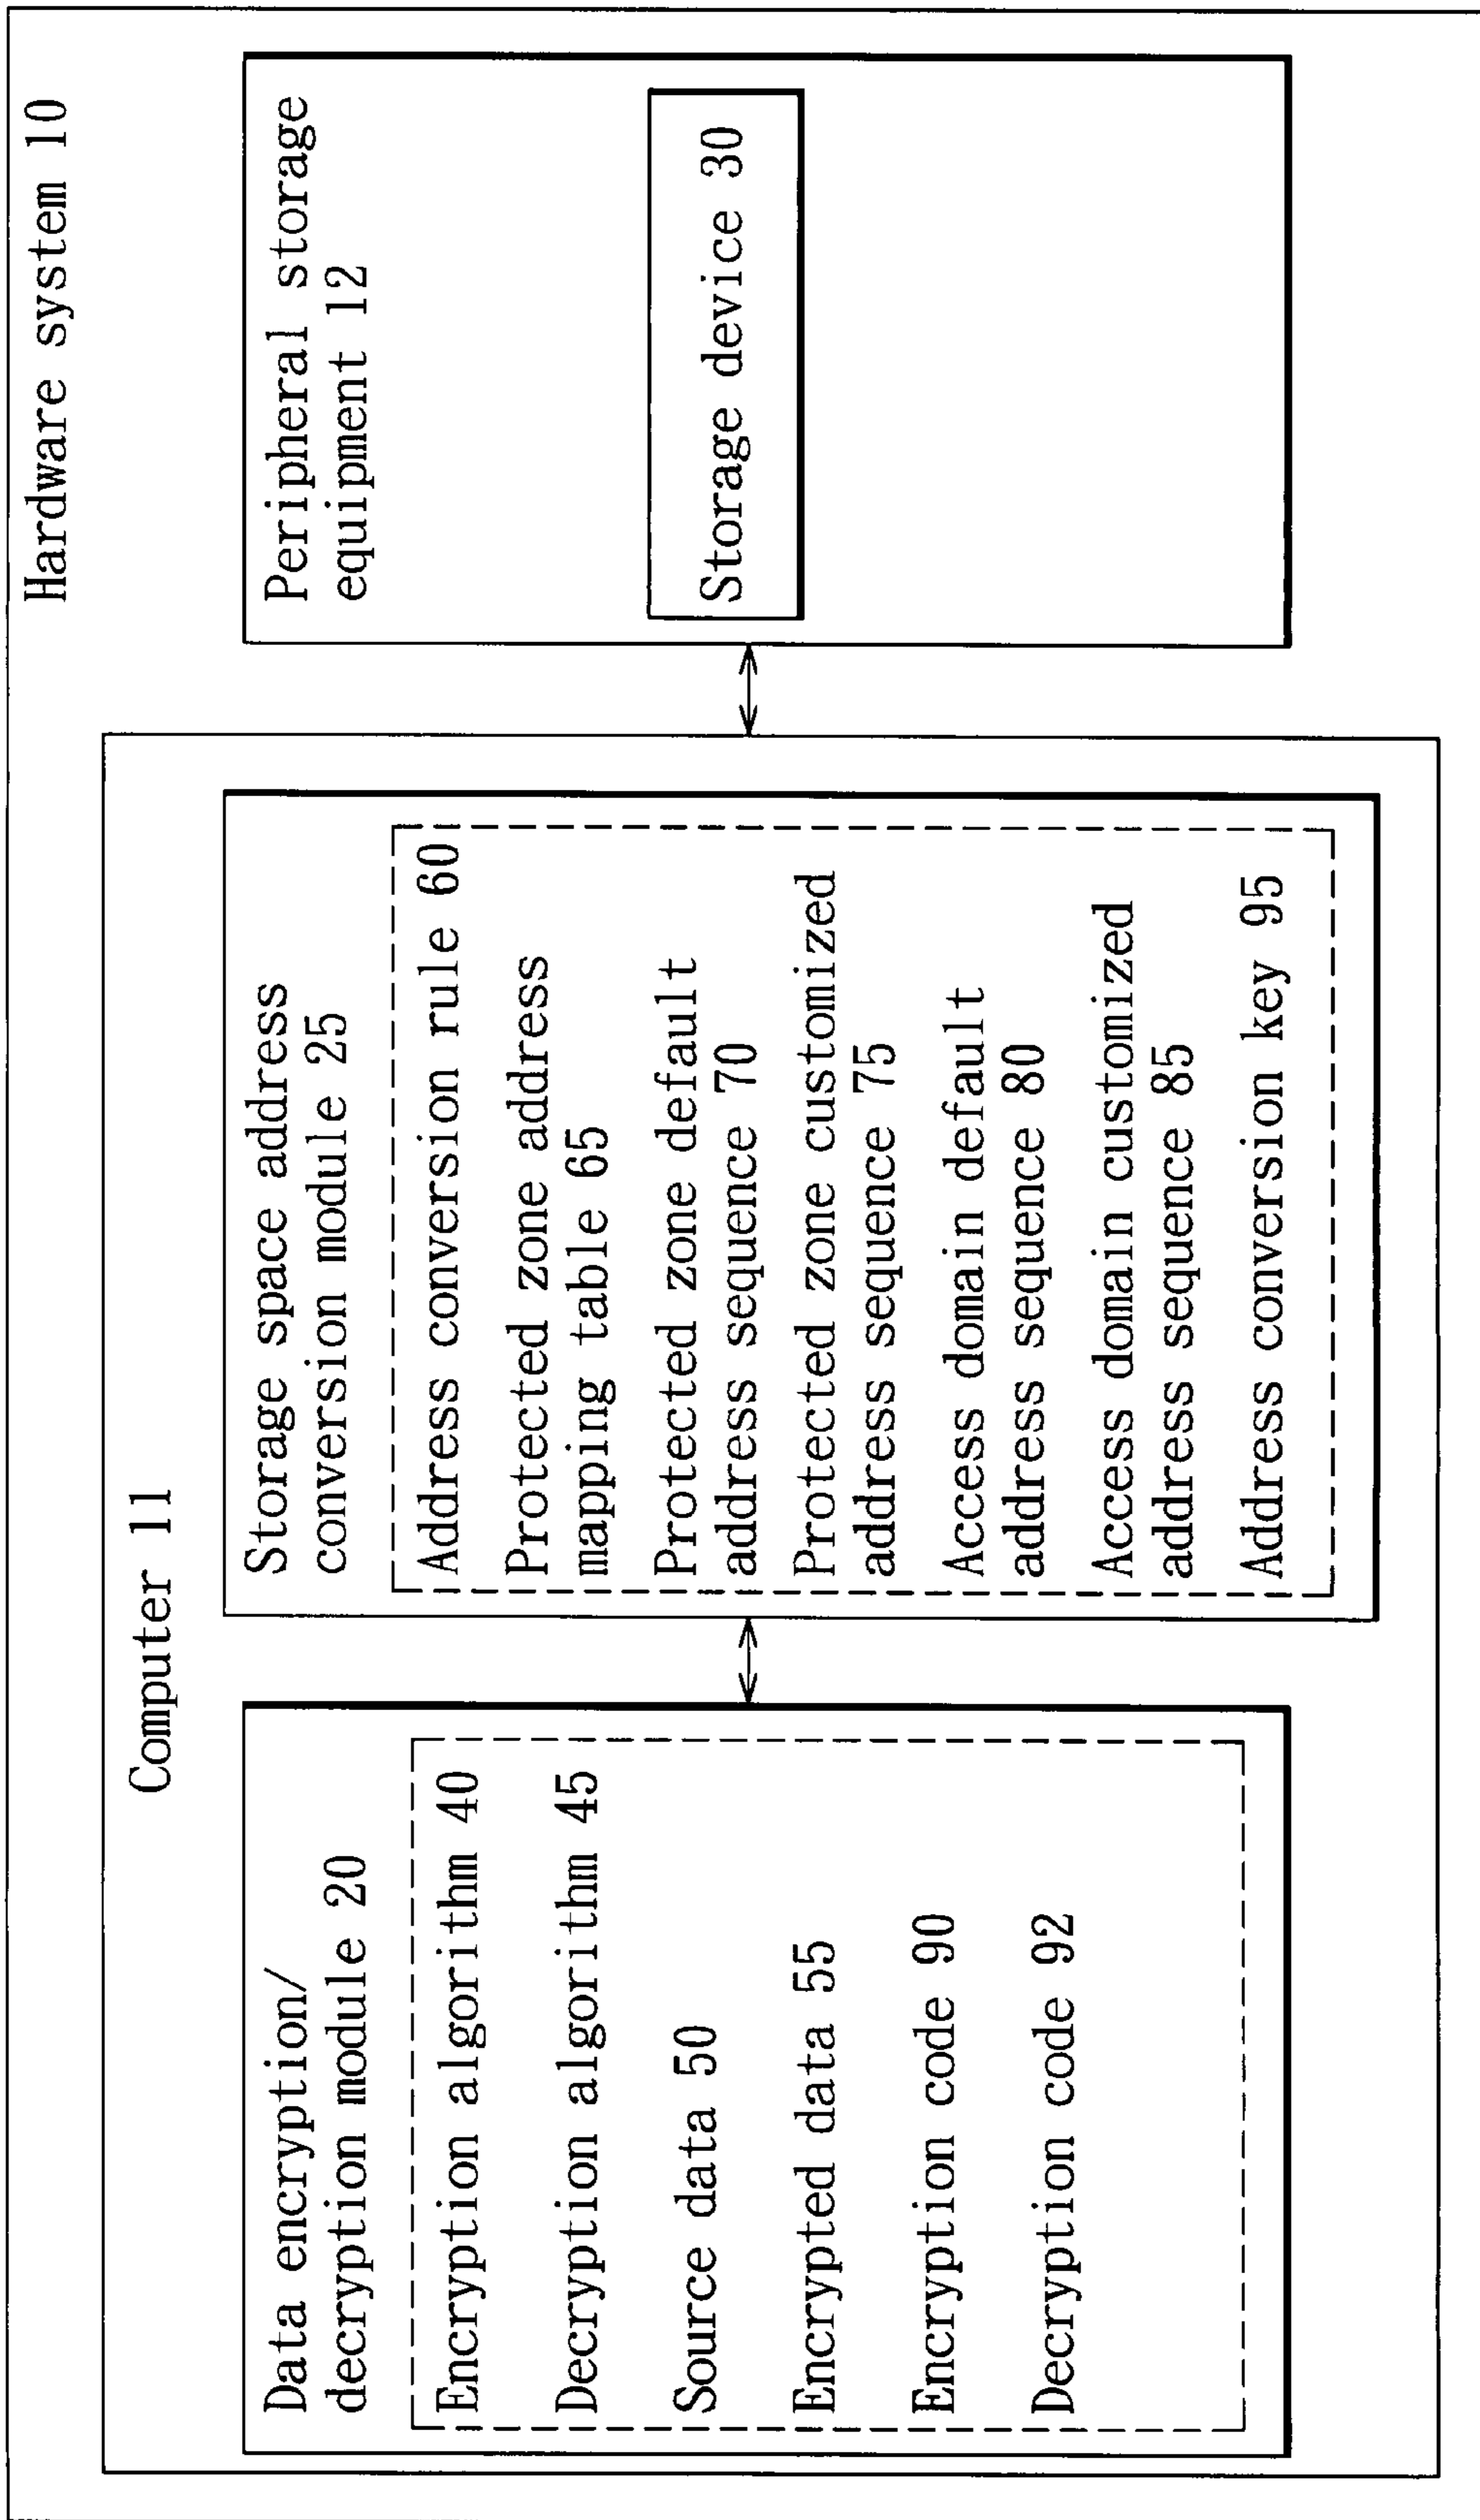 Hardware system 10
Computer 11
Data encryption/
decryption module 20
Encryption algorithm 40
Decryption algorithm 45
Source data 50
Encrypted data 55
Encryption code 90
Decryption code 92
Storage space address
conversion module 25
Address conversion rule 60
Protected zone address
mapping table 65
Protected zone default
address sequence 70
Protected zone customized
address sequence 75
Access domain default
address sequence 80
Access domain customized
address sequence 85
Address conversion key 95
Peripheral storage
equipment 12
Storage device 30